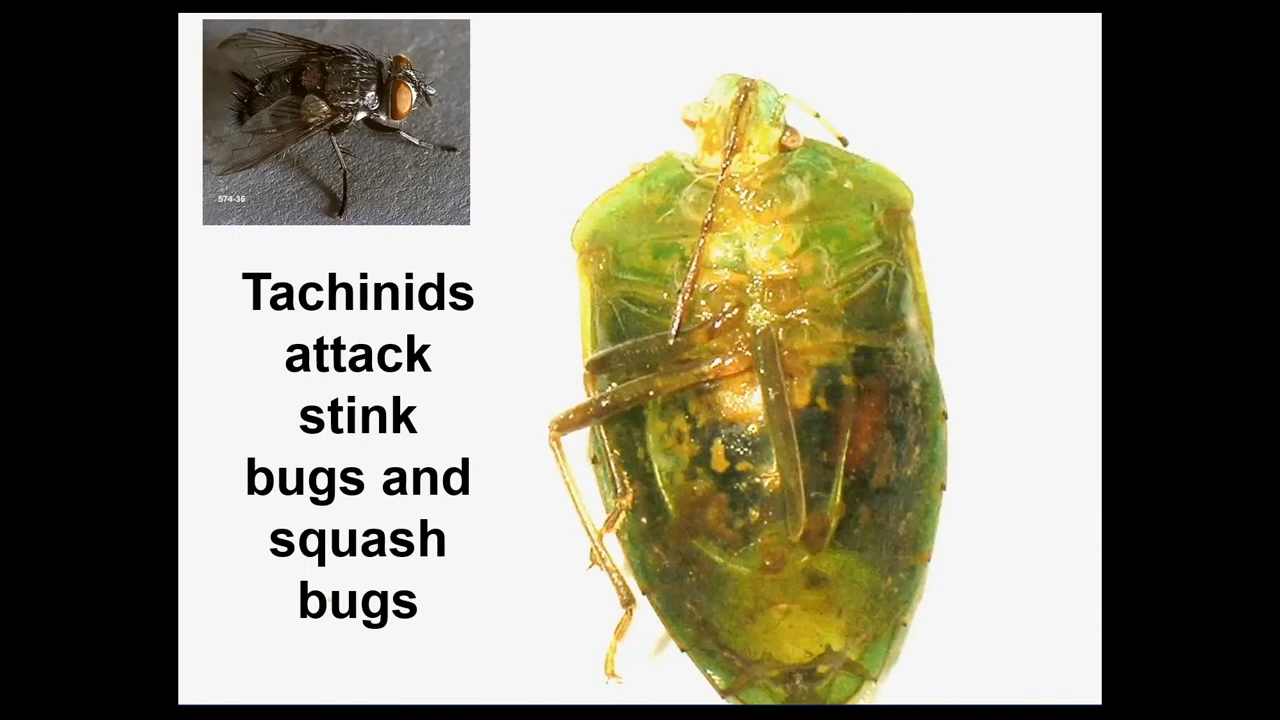 574-36
Tachinids
attack
stink
bugs and
squash
bugs